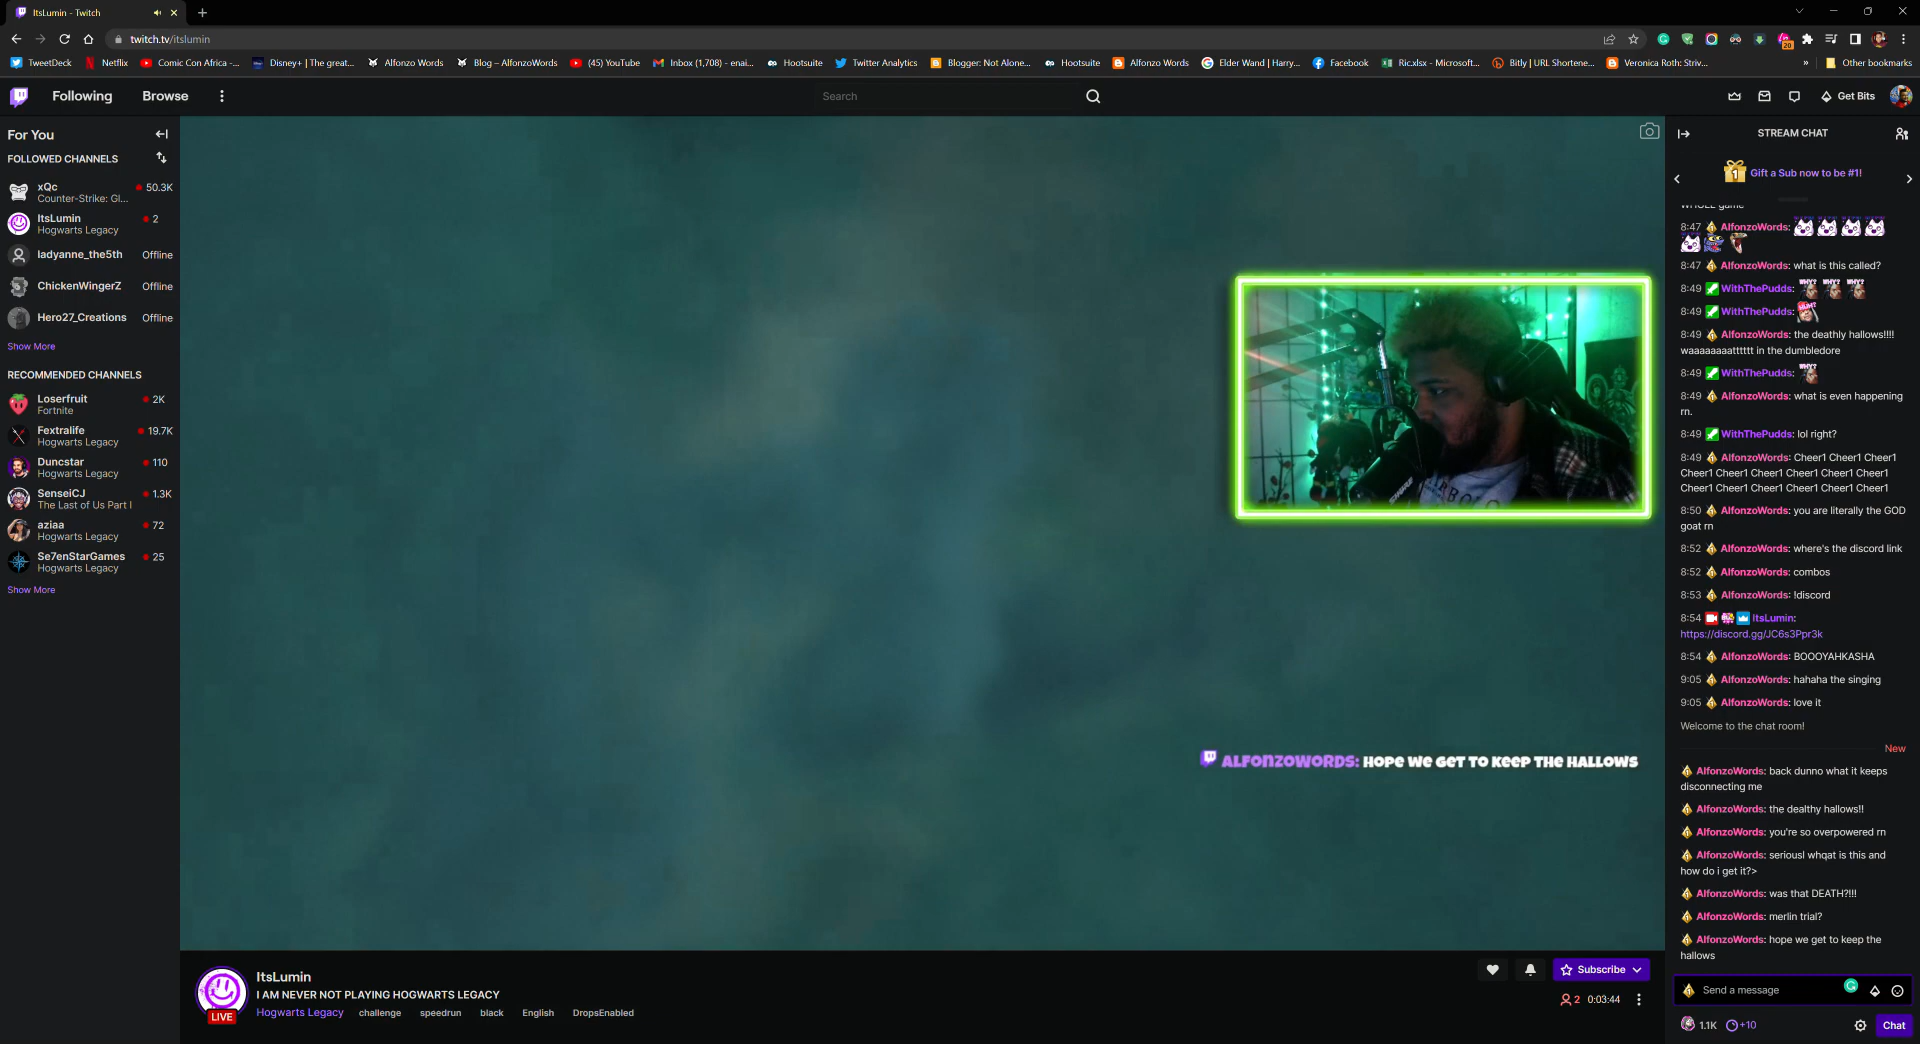 ItsLumin - Twitch
twitch.tv/itslumin
20
TweetDeck
Netflix
Comic Con Africa -...
Disney+ | The great...
Alfonzo Words
Blog – AlfonzoWords
(45) YouTube
Inbox (1,708) - enai...
Hootsuite
Twitter Analytics
Blogger: Not Alone...
Hootsuite
Alfonzo Words
Elder Wand | Harry...
Facebook
Ric.xlsx - Microsoft...
Bitly | URL Shortene...
Veronica Roth: Striv...
»
Other bookmarks
Following
Browse
Search
Get Bits
For You
FOLLOWED CHANNELS
xQc
50.3K
Counter-Strike: Gl...
ItsLumin
2
Hogwarts Legacy
ladyanne_the5th
Offline
ChickenWingerZ
Offline
Hero27_Creations
Offline
Show More
RECOMMENDED CHANNELS
Loserfruit
2K
Fortnite
Fextralife
19.7K
Hogwarts Legacy
Duncstar
110
Hogwarts Legacy
SenseiCJ
1.3K
The Last of Us Part I
aziaa
72
Hogwarts Legacy
Se7enStarGames
25
Hogwarts Legacy
Show More
SHURE
ALFONZOWORDS: HOPE WE GET TO KEEP THE HALLOWS
ItsLumin
I AM NEVER NOT PLAYING HOGWARTS LEGACY
LIVE
Hogwarts Legacy
challenge
speedrun
black
English
DropsEnabled
Subscribe
2
0:03:44
STREAM CHAT
1
Gift a Sub now to be #1!
WHOLE game
8:47 AlfonzoWords:
8:47 AlfonzoWords: what is this called?
8:49 WithThePudds: WHY? WHY? WHY?
8:49 WithThePudds:
8:49 AlfonzoWords: the deathly hallows!!!!
waaaaaaaatttttt in the dumbledore
8:49 WithThePudds: WHY?
8:49 AlfonzoWords: what is even happening
rn.
8:49 WithThePudds: lol right?
8:49 AlfonzoWords: Cheer1 Cheer1 Cheer1
Cheer1 Cheer1 Cheer1 Cheer1 Cheer1 Cheer1
Cheer1 Cheer1 Cheer1 Cheer1 Cheer1 Cheer1
8:50 AlfonzoWords: you are literally the GOD
goat rn
8:52 AlfonzoWords: where's the discord link
8:52 AlfonzoWords: combos
8:53 AlfonzoWords: !discord
8:54 ItsLumin:
https://discord.gg/JC6s3Ppr3k
8:54 AlfonzoWords: BOOOYAHKASHA
9:05 AlfonzoWords: hahaha the singing
9:05 AlfonzoWords: love it
Welcome to the chat room!
New
AlfonzoWords: back dunno what it keeps
disconnecting me
AlfonzoWords: the dealthy hallows!!
AlfonzoWords: you're so overpowered rn
AlfonzoWords: seriousl whqat is this and
how do i get it?>
AlfonzoWords: was that DEATH?!!!
AlfonzoWords: merlin trial?
AlfonzoWords: hope we get to keep the
hallows
Send a message
1.1K
+10
Chat